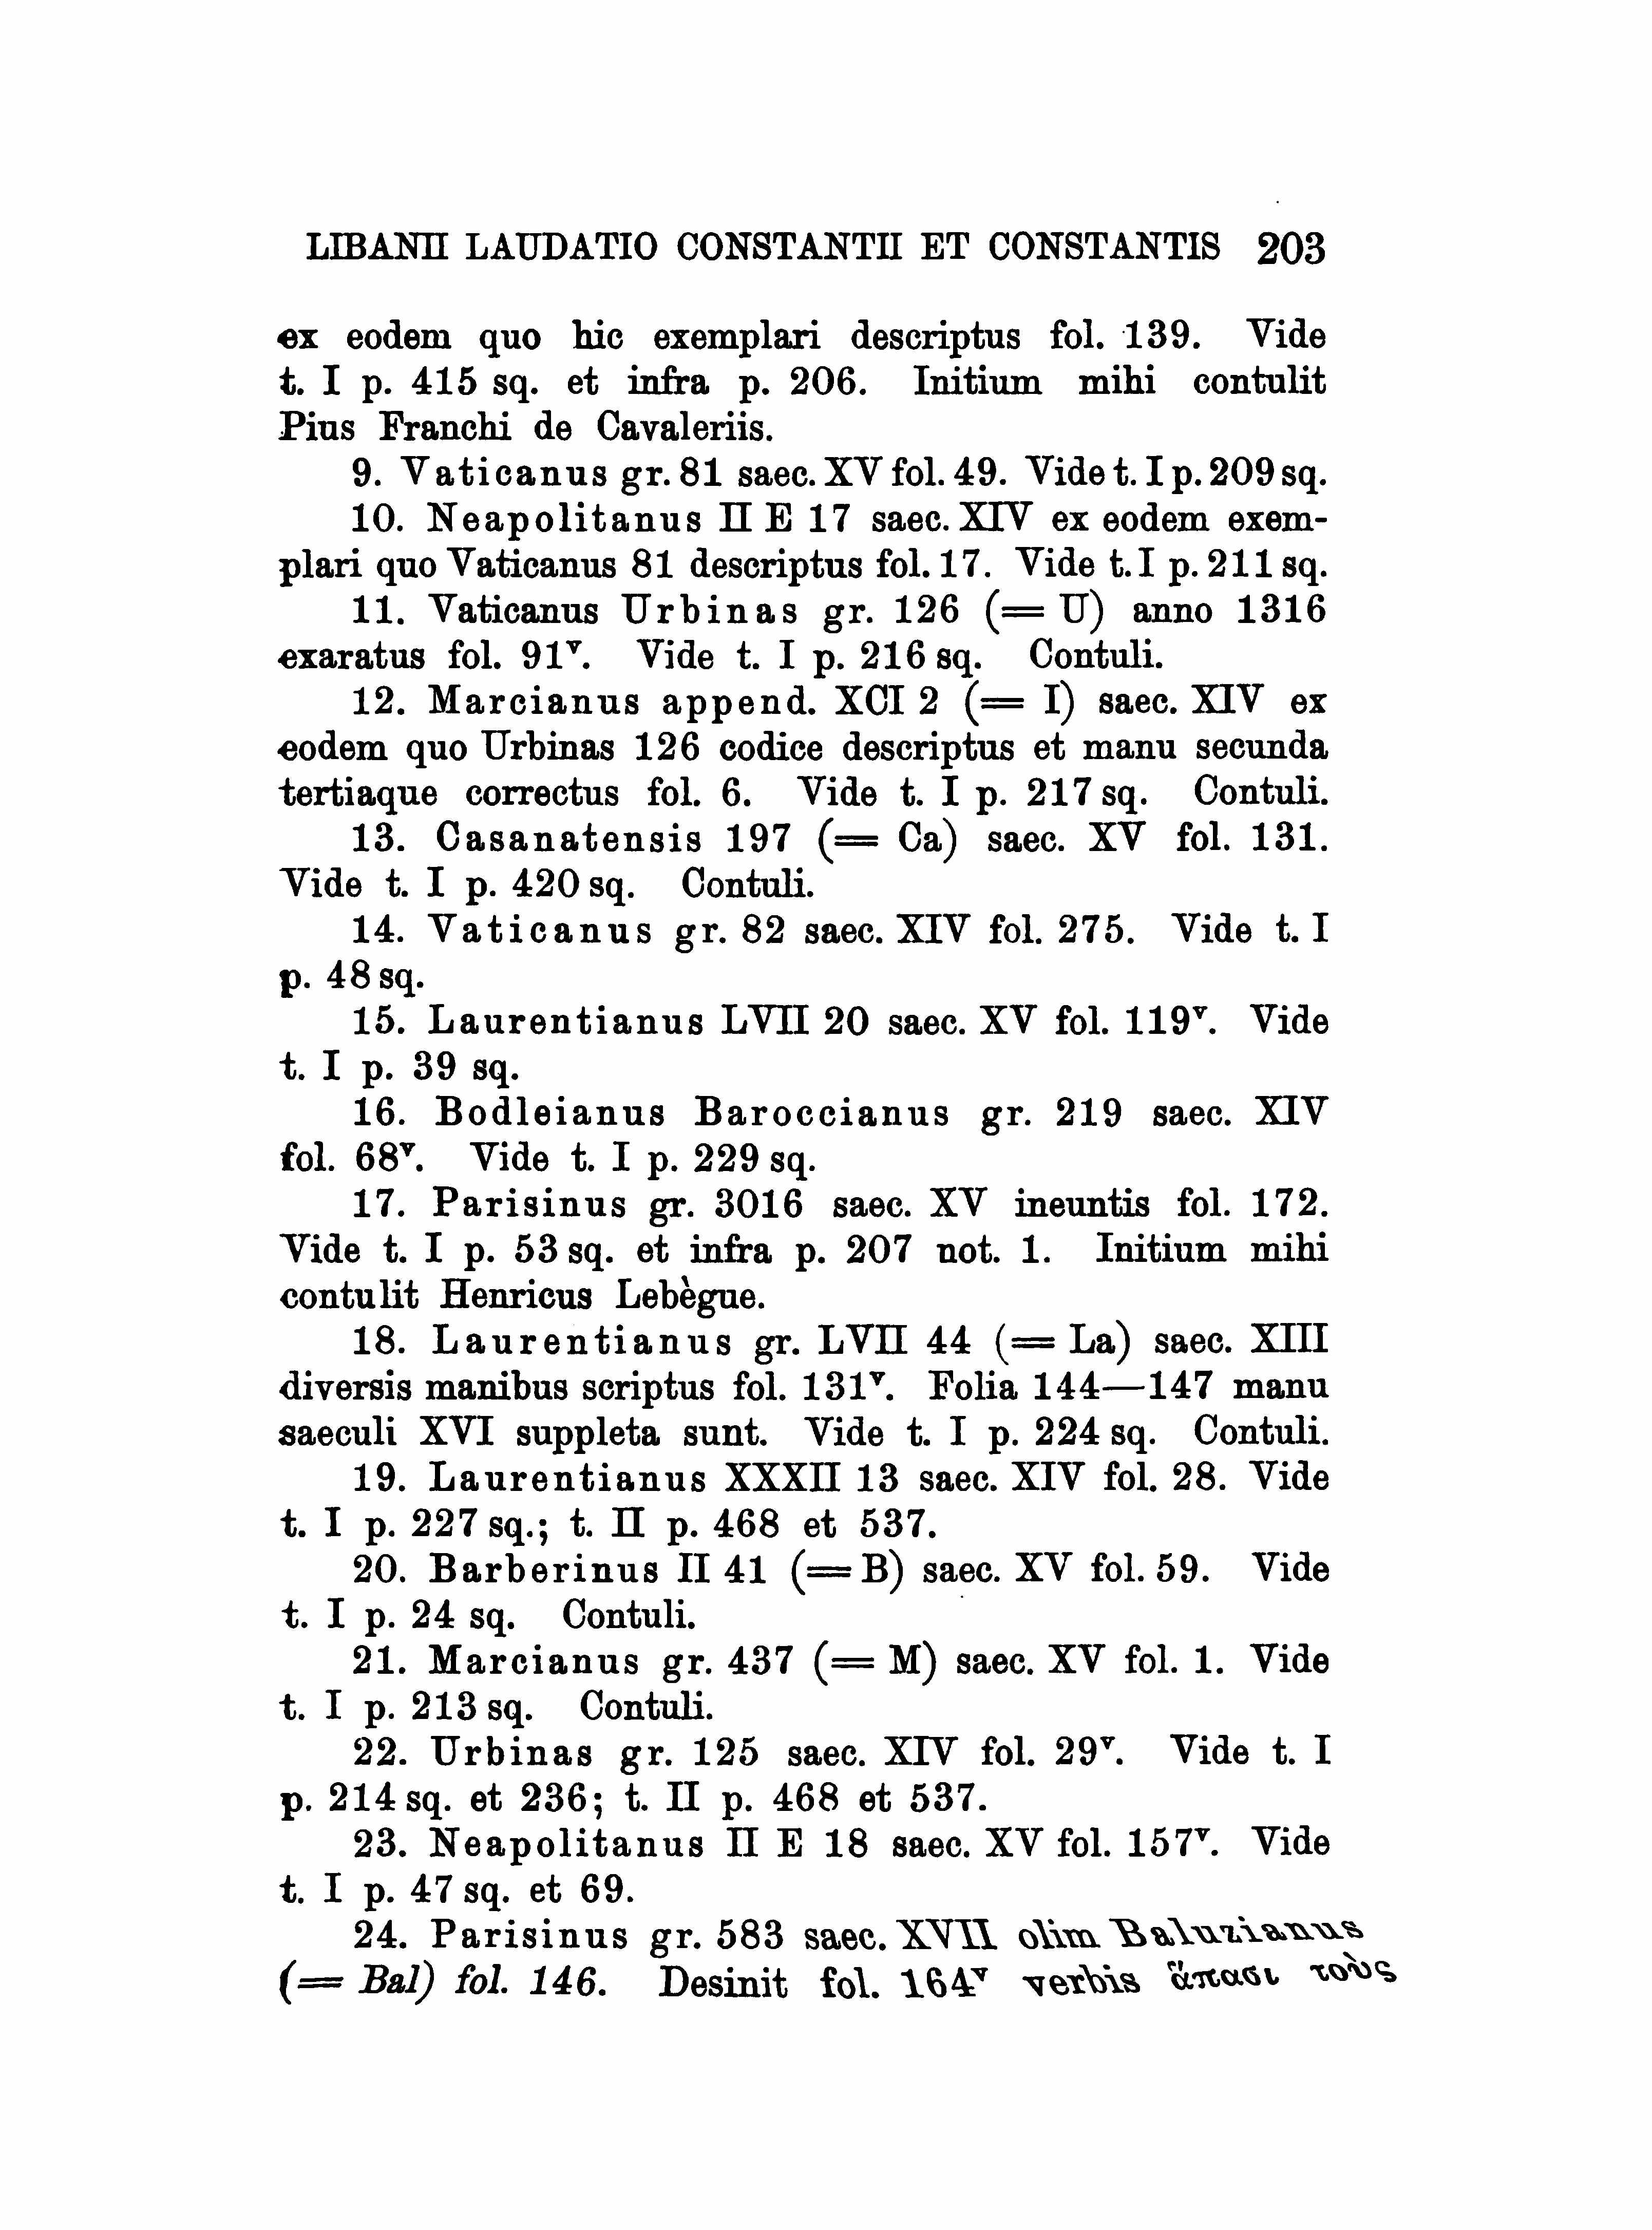 LIBANII LAUDATIO CONSTANTII ET CONSTANTIS 203
ex eodem quo hic exemplari descriptus fol. 139. Vide
t. I p. 415 sq. et infra p. 206. Initium mihi contulit
Pius Franchi de Cavaleriis.
9. Vaticanus gr. 81 saec. XV fol. 49. Vide t. I p. 209 sq.
10. Neapolitanus II E 17 saec. XIV ex eodem exem-
plari quo Vaticanus 81 descriptus fol. 17. Vide t. I p. 211 sq.
11. Vaticanus Urbinas gr. 126 (= U) anno 1316
exaratus fol. 91ᵛ. Vide t. I p. 216 sq. Contuli.
12. Marcianus append. XCI 2 (= I) saec. XIV ex
eodem quo Urbinas 126 codice descriptus et manu secunda
tertiaque correctus fol. 6. Vide t. I p. 217 sq. Contuli.
13. Casanatensis 197 (= Ca) saec. XV fol. 131.
Vide t. I p. 420 sq. Contuli.
14. Vaticanus gr. 82 saec. XIV fol. 275. Vide t. I
p. 48 sq.
15. Laurentianus LVII 20 saec. XV fol. 119ᵛ. Vide
t. I p. 39 sq.
16. Bodleianus Baroccianus gr. 219 saec. XIV
fol. 68ᵛ. Vide t. I p. 229 sq.
17. Parisinus gr. 3016 saec. XV ineuntis fol. 172.
Vide t. I p. 53 sq. et infra p. 207 not. 1. Initium mihi
contulit Henricus Lebègue.
18. Laurentianus gr. LVII 44 (= La) saec. XIII
diversis manibus scriptus fol. 131ᵛ. Folia 144—147 manu
saeculi XVI suppleta sunt. Vide t. I p. 224 sq. Contuli.
19. Laurentianus XXXII 13 saec. XIV fol. 28. Vide
t. I p. 227 sq.; t. II p. 468 et 537.
20. Barberinus II 41 (= B) saec. XV fol. 59. Vide
t. I p. 24 sq. Contuli.
21. Marcianus gr. 437 (= M) saec. XV fol. 1. Vide
t. I p. 213 sq. Contuli.
22. Urbinas gr. 125 saec. XIV fol. 29ᵛ. Vide t. I
p. 214 sq. et 236; t. II p. 468 et 537.
23. Neapolitanus II E 18 saec. XV fol. 157ᵛ. Vide
t. I p. 47 sq. et 69.
24. Parisinus gr. 583 saec. XVII olim Baluzianus
(= Bal) fol. 146. Desinit fol. 164ᵛ verbis ἅπασι τοὺς